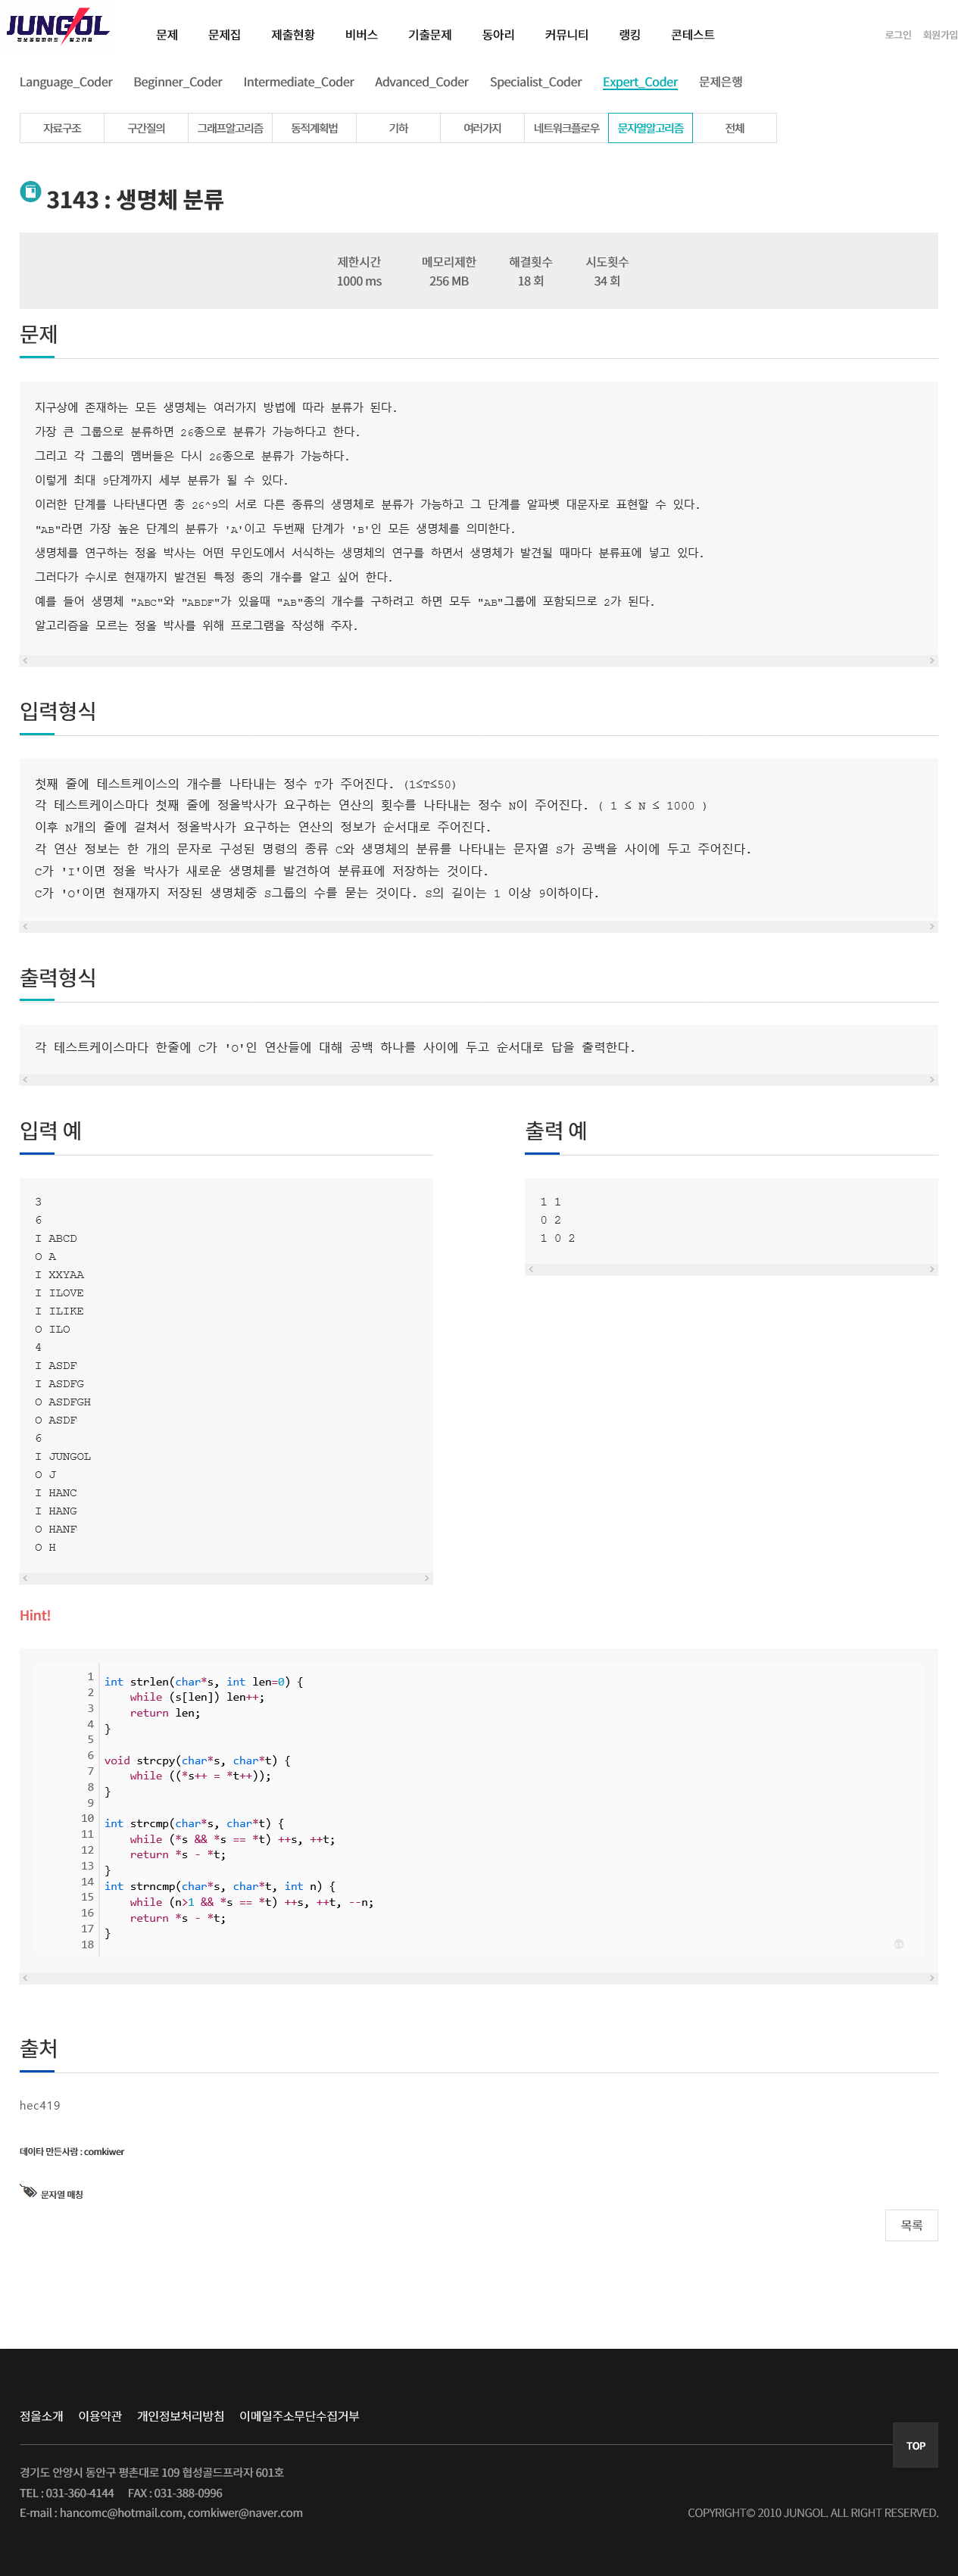 JUNGOL
정보올림피아드 알고리즘
문제 문제집 제출현황 비버스 기출문제 동아리 커뮤니티 랭킹 콘테스트
로그인 회원가입
Language_Coder Beginner_Coder Intermediate_Coder Advanced_Coder Specialist_Coder Expert_Coder 문제은행
자료구조 구간질의 그래프알고리즘 동적계획법 기하 여러가지 네트워크플로우 문자열알고리즘 전체
3143 : 생명체 분류
제한시간 메모리제한 해결횟수 시도횟수
1000 ms 256 MB 18 회 34 회
문제
지구상에 존재하는 모든 생명체는 여러가지 방법에 따라 분류가 된다.
가장 큰 그룹으로 분류하면 26종으로 분류가 가능하다고 한다.
그리고 각 그룹의 멤버들은 다시 26종으로 분류가 가능하다.
이렇게 최대 9단계까지 세부 분류가 될 수 있다.
이러한 단계를 나타낸다면 총 26^9의 서로 다른 종류의 생명체로 분류가 가능하고 그 단계를 알파벳 대문자로 표현할 수 있다.
"AB"라면 가장 높은 단계의 분류가 'A'이고 두번째 단계가 'B'인 모든 생명체를 의미한다.
생명체를 연구하는 정올 박사는 어떤 무인도에서 서식하는 생명체의 연구를 하면서 생명체가 발견될 때마다 분류표에 넣고 있다.
그러다가 수시로 현재까지 발견된 특정 종의 개수를 알고 싶어 한다.
예를 들어 생명체 "ABC"와 "ABDF"가 있을때 "AB"종의 개수를 구하려고 하면 모두 "AB"그룹에 포함되므로 2가 된다.
알고리즘을 모르는 정올 박사를 위해 프로그램을 작성해 주자.
입력형식
첫째 줄에 테스트케이스의 개수를 나타내는 정수 T가 주어진다. (1≤T≤50)
각 테스트케이스마다 첫째 줄에 정올박사가 요구하는 연산의 횟수를 나타내는 정수 N이 주어진다. ( 1 ≤ N ≤ 1000 )
이후 N개의 줄에 걸쳐서 정올박사가 요구하는 연산의 정보가 순서대로 주어진다.
각 연산 정보는 한 개의 문자로 구성된 명령의 종류 C와 생명체의 분류를 나타내는 문자열 S가 공백을 사이에 두고 주어진다.
C가 'I'이면 정올 박사가 새로운 생명체를 발견하여 분류표에 저장하는 것이다.
C가 'O'이면 현재까지 저장된 생명체중 S그룹의 수를 묻는 것이다. S의 길이는 1 이상 9이하이다.
출력형식
각 테스트케이스마다 한줄에 C가 'O'인 연산들에 대해 공백 하나를 사이에 두고 순서대로 답을 출력한다.
입력 예
3
6
I ABCD
O A
I XXYAA
I ILOVE
I ILIKE
O ILO
4
I ASDF
I ASDFG
O ASDFGH
O ASDF
6
I JUNGOL
O J
I HANC
I HANG
O HANF
O H
출력 예
1 1
0 2
1 0 2
Hint!
1 int strlen(char*s, int len=0) {
2     while (s[len]) len++;
3     return len;
4 }
5
6 void strcpy(char*s, char*t) {
7     while ((*s++ = *t++));
8 }
9
10 int strcmp(char*s, char*t) {
11     while (*s && *s == *t) ++s, ++t;
12     return *s - *t;
13 }
14 int strncmp(char*s, char*t, int n) {
15     while (n>1 && *s == *t) ++s, ++t, --n;
16     return *s - *t;
17 }
18
출처
hec419
데이타 만든사람 : comkiwer
문자열 매칭
목록
정올소개 이용약관 개인정보처리방침 이메일주소무단수집거부
TOP
경기도 안양시 동안구 평촌대로 109 협성골드프라자 601호
TEL : 031-360-4144 FAX : 031-388-0996
E-mail : hancomc@hotmail.com, comkiwer@naver.com
COPYRIGHT© 2010 JUNGOL. ALL RIGHT RESERVED.